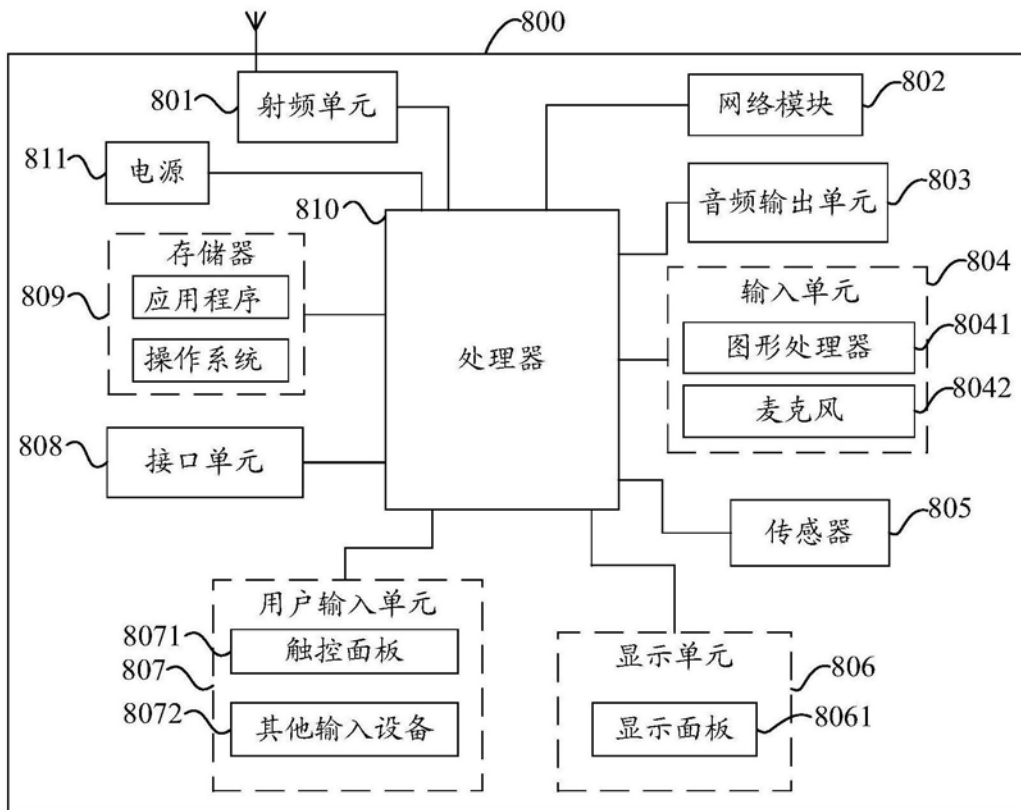 800
801
射频单元
网络模块
802
811
电源
810
音频输出单元
803
809
存储器
应用程序
操作系统
处理器
804
输入单元
图形处理器
8041
麦克风
8042
808
接口单元
传感器
805
用户输入单元
8071
触控面板
807
8072
其他输入设备
显示单元
806
显示面板
8061